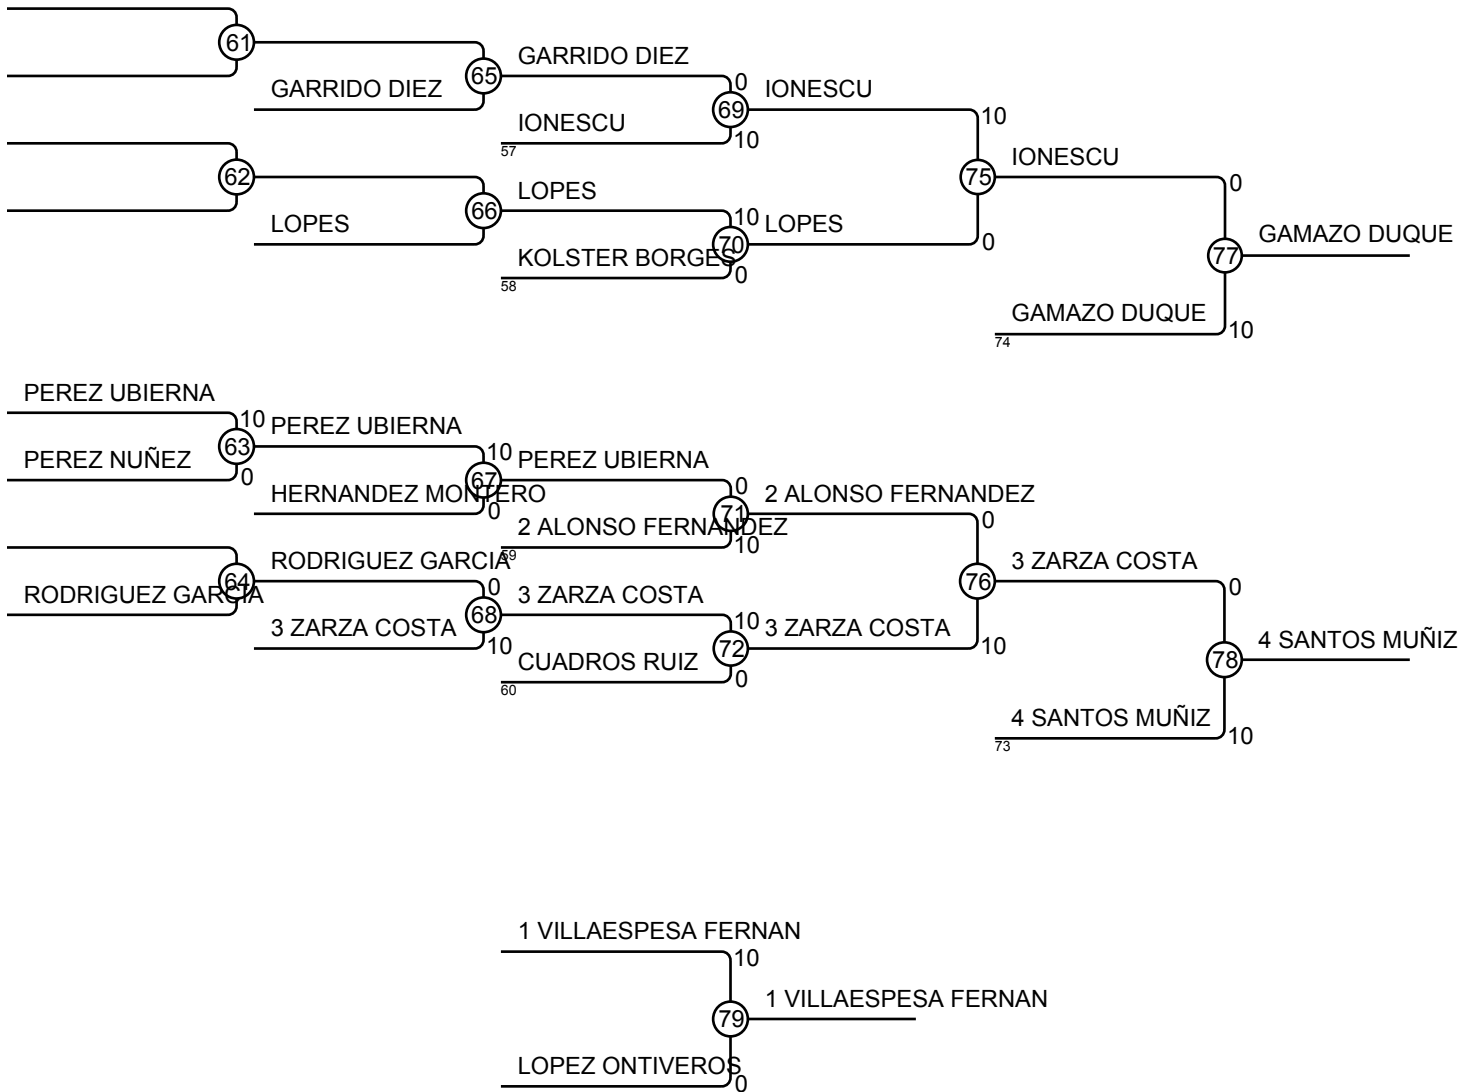 61
GARRIDO DIEZ
65
GARRIDO DIEZ
0
IONESCU
69
IONESCU
57
10
10
62
LOPES
66
LOPES
10
LOPES
70
KOLSTER BORGES
58
0
75
0
IONESCU
0
77
GAMAZO DUQUE
GAMAZO DUQUE
74
10
PEREZ UBIERNA
10
63
PEREZ UBIERNA
PEREZ NUÑEZ
0
10
67
PEREZ UBIERNA
HERNANDEZ MONTERO
0
0
71
2 ALONSO FERNANDEZ
2 ALONSO FERNANDEZ
59
10
0
64
RODRIGUEZ GARCIA
RODRIGUEZ GARCIA
0
68
3 ZARZA COSTA
3 ZARZA COSTA
10
10
72
3 ZARZA COSTA
CUADROS RUIZ
60
0
76
10
3 ZARZA COSTA
0
78
4 SANTOS MUÑIZ
4 SANTOS MUÑIZ
73
10
1 VILLAESPESA FERNAN
10
79
1 VILLAESPESA FERNAN
LOPEZ ONTIVEROS
0